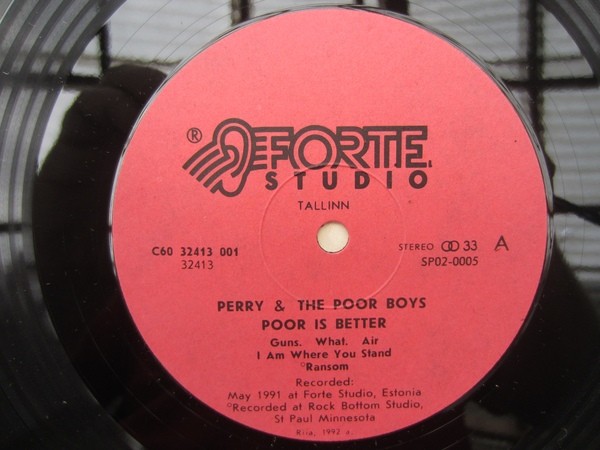 ® FORTE
STUDIO
TALLINN
C60 32413 001
32413
STEREO 33 A
SP02-0005
PERRY & THE POOR BOYS
POOR IS BETTER
Guns. What. Air
I Am Where You Stand
°Ransom
Recorded:
May 1991 at Forte Studio, Estonia
°Recorded at Rock Bottom Studio,
St Paul Minnesota
Riia, 1992 a.